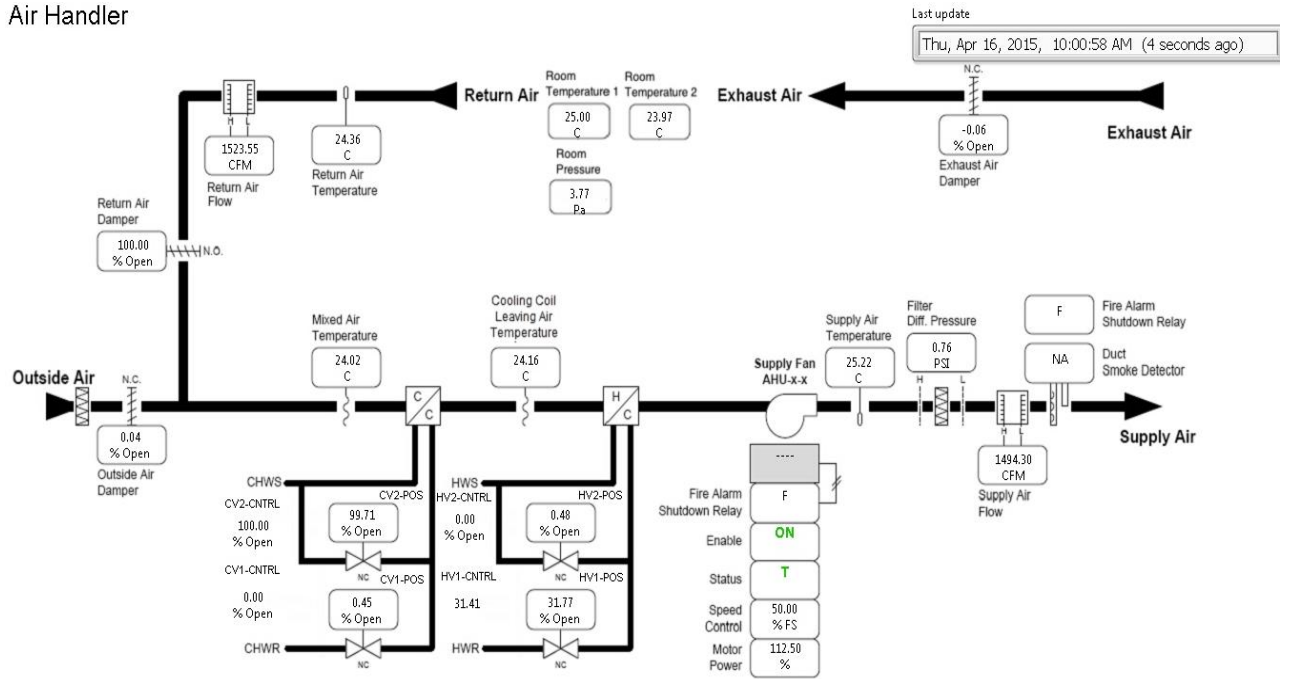 Air Handler
Last update
Thu, Apr 16, 2015, 10:00:58 AM (4 seconds ago)
N.C.
Return Air
Room
Temperature 1
Room
Temperature 2
Exhaust Air
Exhaust Air
H L
1523.55
CFM
Return Air
Flow
24.36
C
Return Air
Temperature
25.00
C
23.97
C
Room
Pressure
3.77
Pa
-0.06
% Open
Exhaust Air
Damper
Return Air
Damper
100.00
% Open
N.O.
Mixed Air
Temperature
24.02
C
Cooling Coil
Leaving Air
Temperature
24.16
C
Supply Air
Temperature
25.22
C
Filter
Diff. Pressure
0.76
PSI
H L
F
Fire Alarm
Shutdown Relay
NA
Duct
Smoke Detector
Outside Air
N.C.
0.04
% Open
Outside Air
Damper
C
C
H
C
Supply Fan
AHU-x-x
H L
1494.30
CFM
Supply Air
Flow
Supply Air
CHWS
CV2-CNTRL
100.00
% Open
CV2-POS
99.71
% Open
NC
CV1-CNTRL
0.00
% Open
CV1-POS
0.45
% Open
CHWR
NC
HWS
HV2-CNTRL
0.00
% Open
HV2-POS
0.48
% Open
NC
HV1-CNTRL
31.41
HV1-POS
31.77
% Open
HWR
NC
----
Fire Alarm
Shutdown Relay
F
Enable
ON
Status
T
Speed
Control
50.00
% FS
Motor
Power
112.50
%